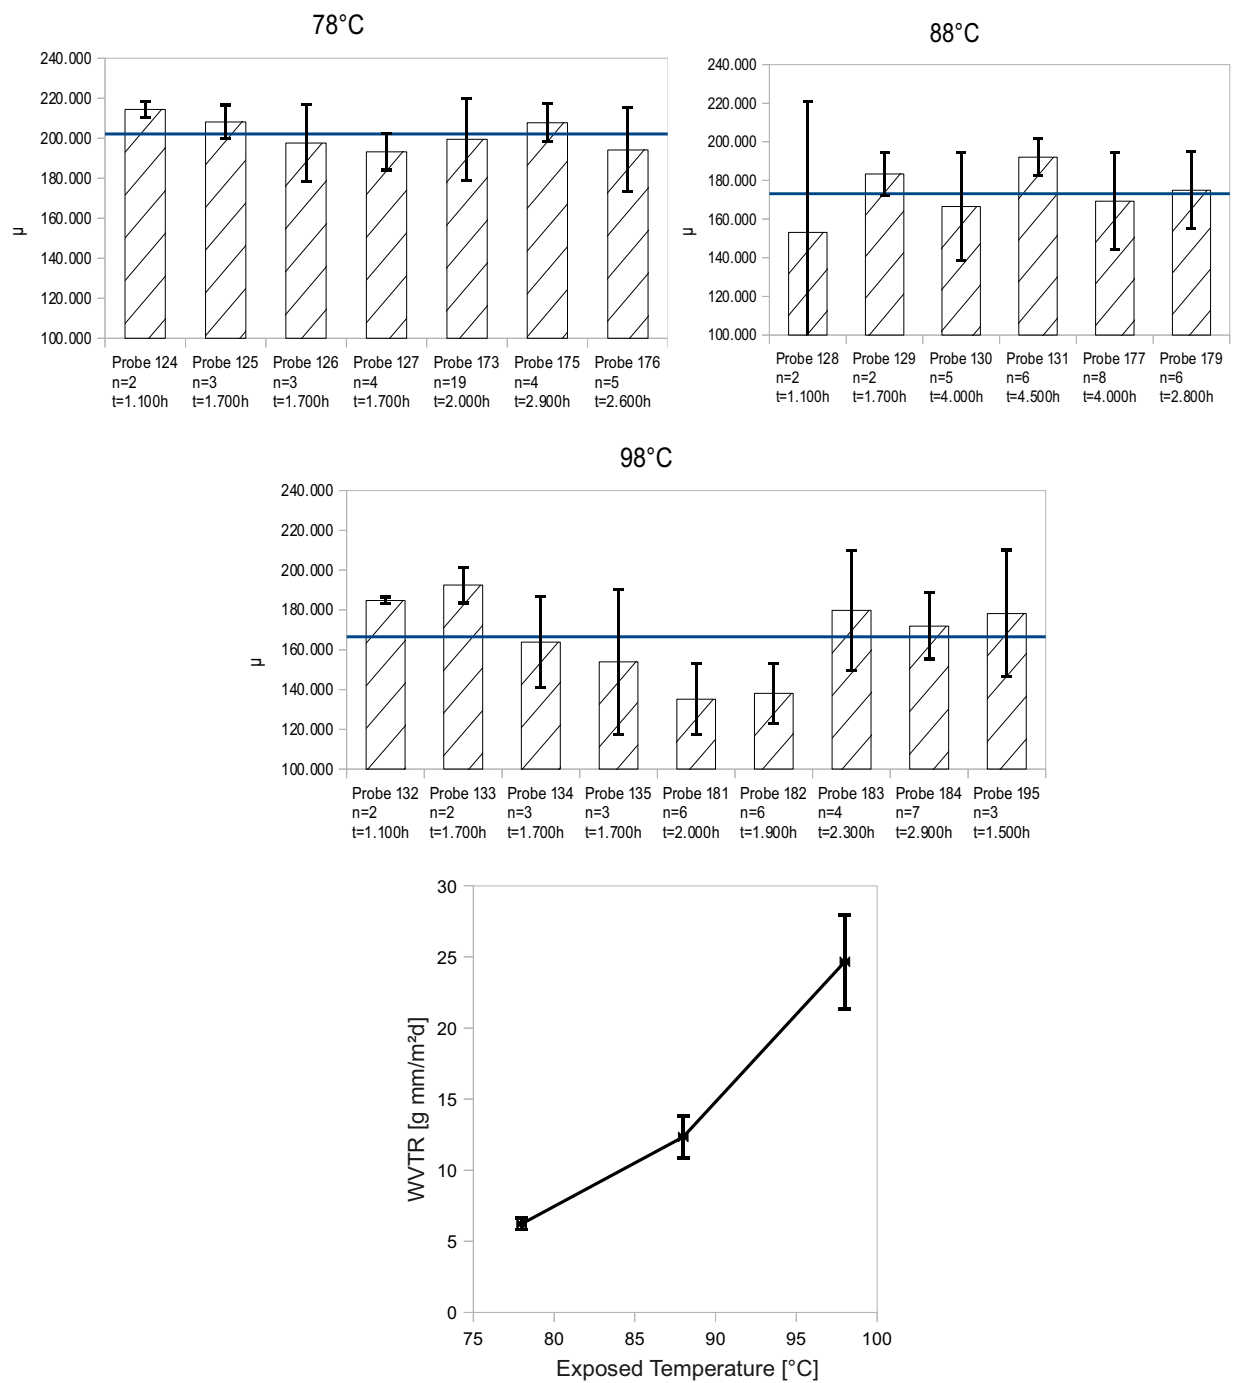 78°C
240.000
220.000
200.000
180.000
160.000
140.000
120.000
100.000
µ
Probe 124 Probe 125 Probe 126 Probe 127 Probe 173 Probe 175 Probe 176
n=2 n=3 n=3 n=4 n=19 n=4 n=5
t=1.100h t=1.700h t=1.700h t=1.700h t=2.000h t=2.900h t=2.600h
88°C
240.000
220.000
200.000
180.000
160.000
140.000
120.000
100.000
µ
Probe 128 Probe 129 Probe 130 Probe 131 Probe 177 Probe 179
n=2 n=2 n=5 n=6 n=8 n=6
t=1.100h t=1.700h t=4.000h t=4.500h t=4.000h t=2.800h
98°C
240.000
220.000
200.000
180.000
160.000
140.000
120.000
100.000
µ
Probe 132 Probe 133 Probe 134 Probe 135 Probe 181 Probe 182 Probe 183 Probe 184 Probe 195
n=2 n=2 n=3 n=3 n=6 n=6 n=4 n=7 n=3
t=1.100h t=1.700h t=1.700h t=1.700h t=2.000h t=1.900h t=2.300h t=2.900h t=1.500h
30
25
20
15
10
5
0
WVTR [g mm/m²d]
75 80 85 90 95 100
Exposed Temperature [°C]